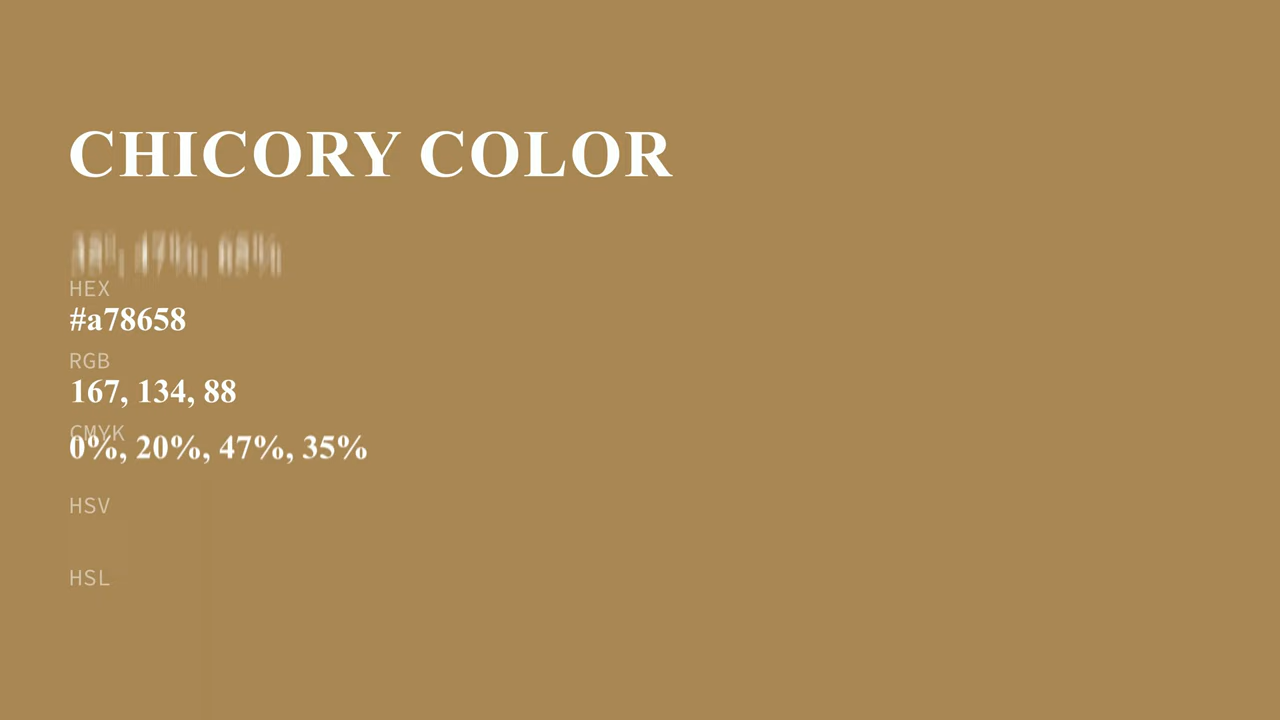 CHICORY COLOR
HEX
#a78658
RGB
167, 134, 88
CMYK
0%, 20%, 47%, 35%
HSV
HSL